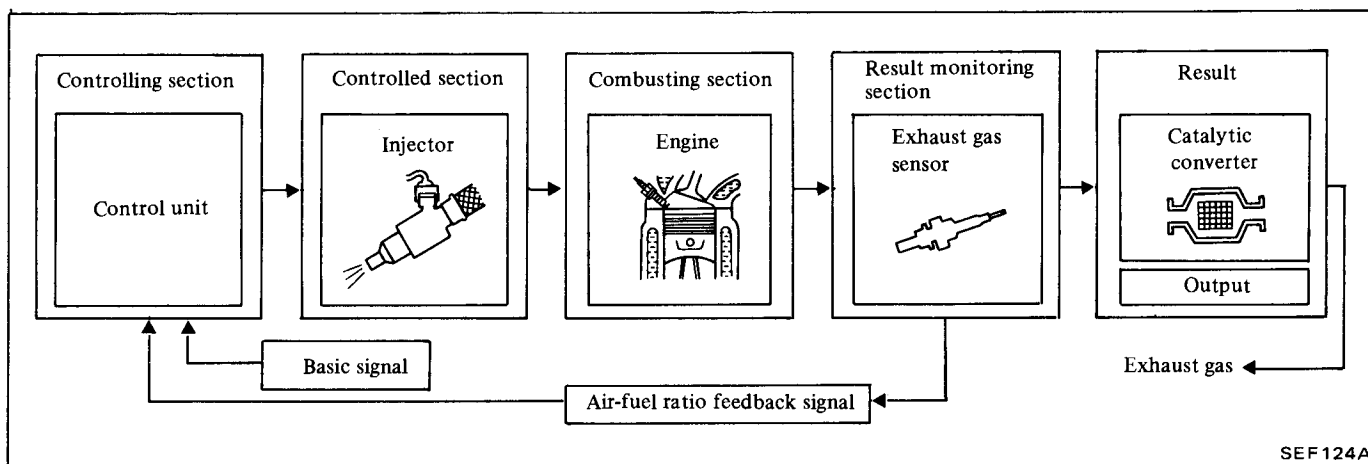 Controlling section
Control unit
Controlled section
Injector
Combusting section
Engine
Result monitoring
section
Exhaust gas
sensor
Result
Catalytic
converter
Output
Basic signal
Exhaust gas
Air-fuel ratio feedback signal
SEF124A